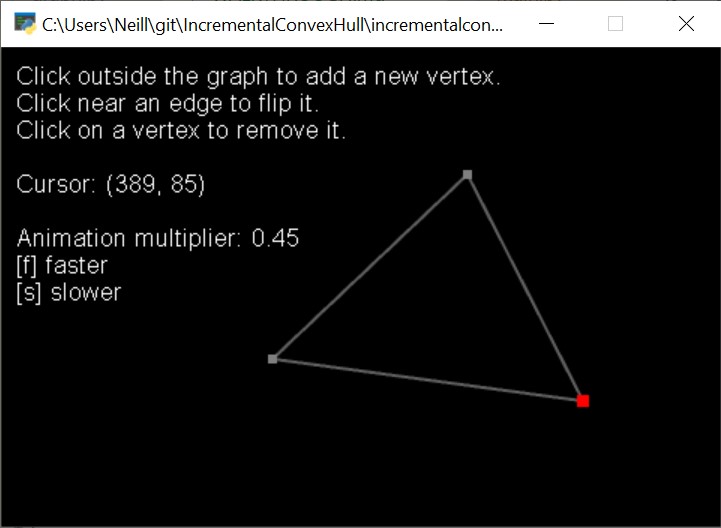 C:\Users\Neill\git\IncrementalConvexHull\incrementalcon...
Click outside the graph to add a new vertex.
Click near an edge to flip it.
Click on a vertex to remove it.
Cursor: (389, 85)
Animation multiplier: 0.45
[f] faster
[s] slower